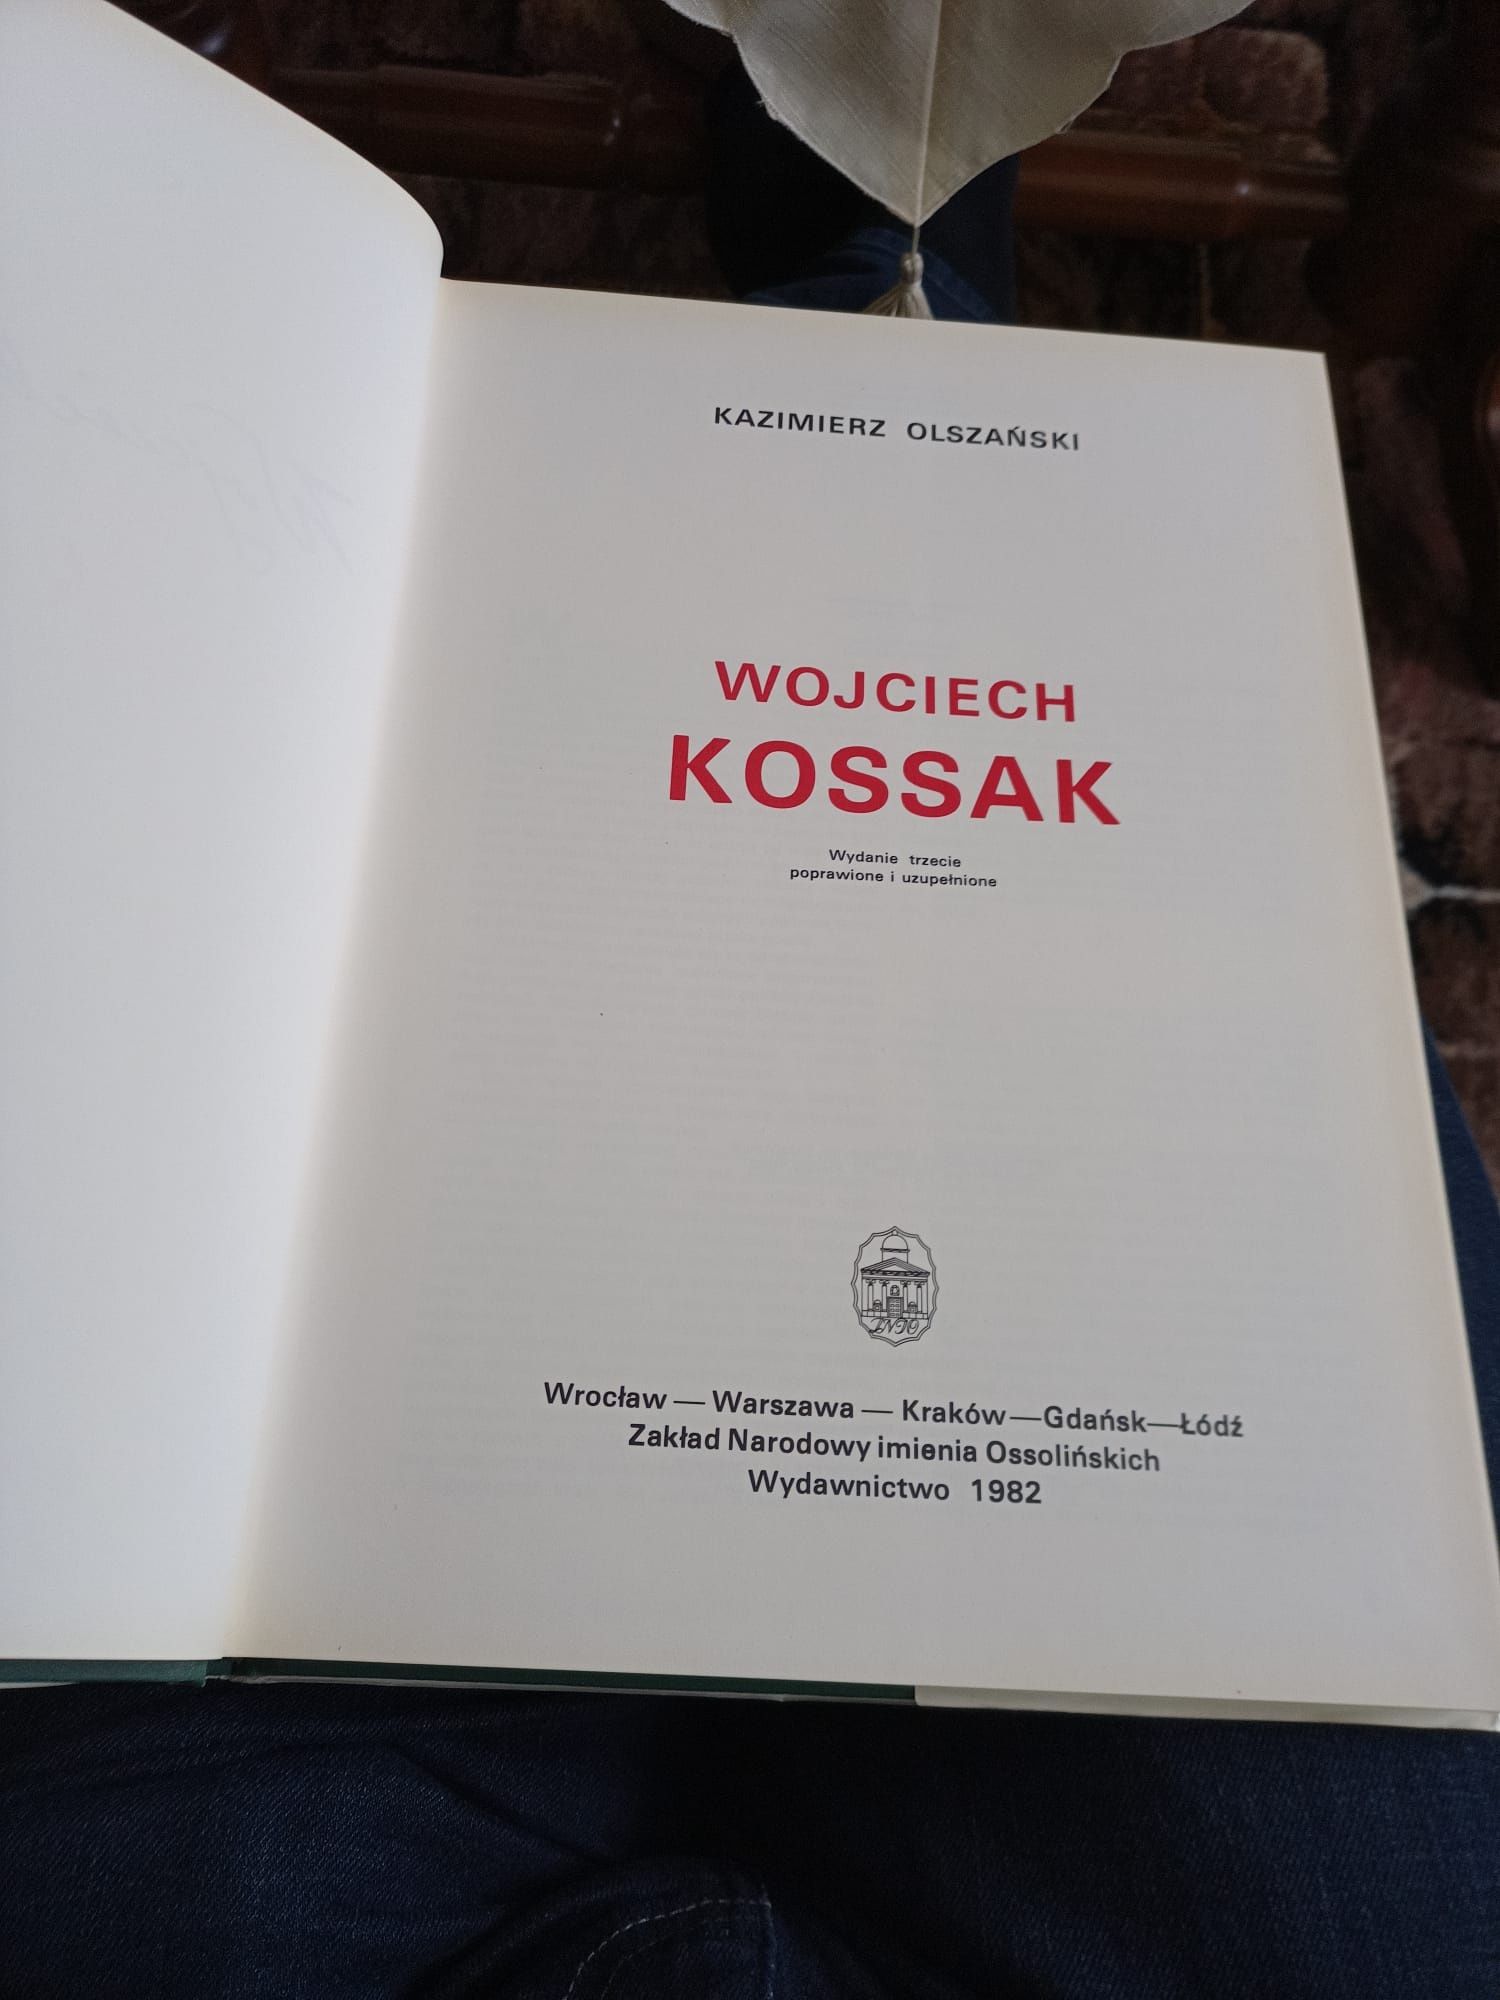 KAZIMIERZ OLSZAŃSKI
WOJCIECH
KOSSAK
Wydanie trzecie
poprawione i uzupełnione
ZNIO
Wrocław — Warszawa — Kraków—Gdańsk—Łódź
Zakład Narodowy imienia Ossolińskich
Wydawnictwo 1982